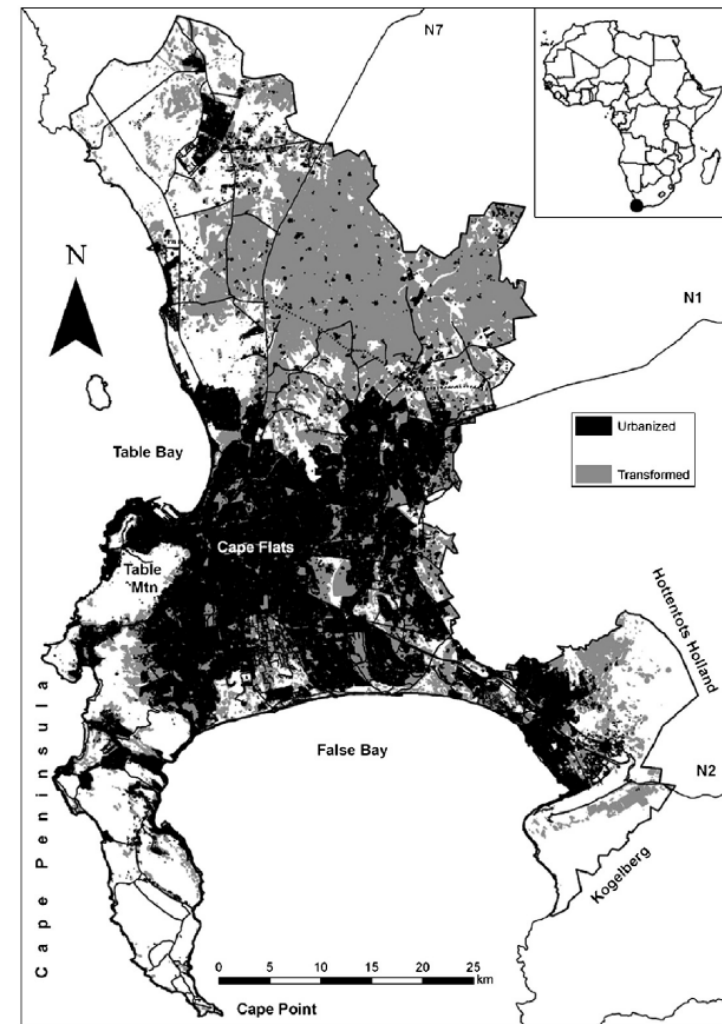 N7
N
N1
Urbanized
Table Bay
Transformed
Cape Flats
Table
Mtn
Hottentots Holland
Cape Peninsula
False Bay
N2
Kogelberg
0 5 10 15 20 25
km
Cape Point